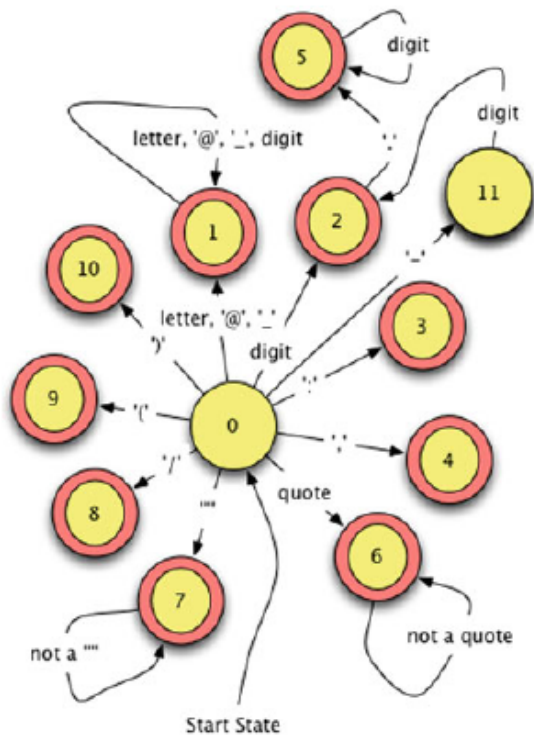 5
digit
digit
letter, '@', '_', digit
'.'
11
1
2
10
'-'
letter, '@', '_'
3
')'
digit
':'
9
'('
0
','
4
'/'
quote
8
'"'
6
7
not a quote
not a '"'
Start State